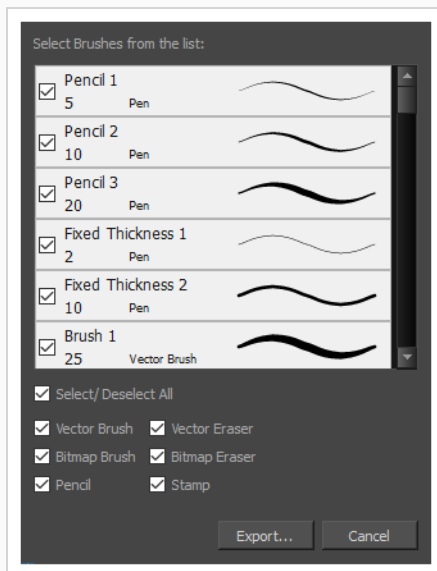 Select Brushes from the list:
Pencil 1
5 Pen
Pencil 2
10 Pen
Pencil 3
20 Pen
Fixed Thickness 1
2 Pen
Fixed Thickness 2
10 Pen
Brush 1
25 Vector Brush
Select/ Deselect All
Vector Brush Vector Eraser
Bitmap Brush Bitmap Eraser
Pencil Stamp
Export... Cancel